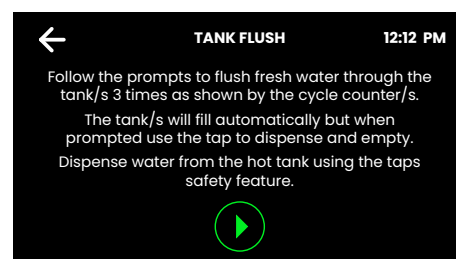 TANK FLUSH
12:12 PM
Follow the prompts to flush fresh water through the
tank/s 3 times as shown by the cycle counter/s.
The tank/s will fill automatically but when
prompted use the tap to dispense and empty.
Dispense water from the hot tank using the taps
safety feature.